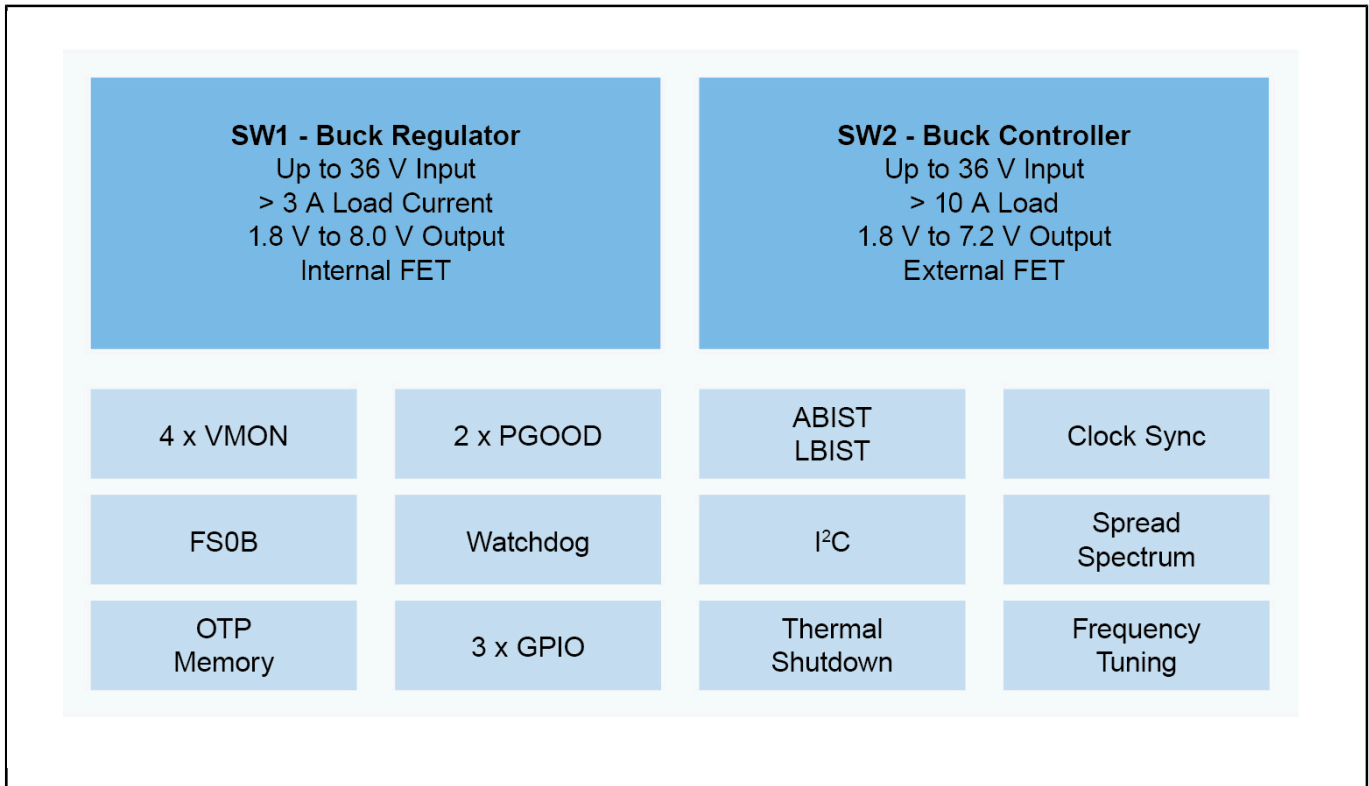 SW1 - Buck Regulator
Up to 36 V Input
> 3 A Load Current
1.8 V to 8.0 V Output
Internal FET
SW2 - Buck Controller
Up to 36 V Input
> 10 A Load
1.8 V to 7.2 V Output
External FET
4 x VMON
2 x PGOOD
ABIST
LBIST
Clock Sync
FS0B
Watchdog
I²C
Spread
Spectrum
OTP
Memory
3 x GPIO
Thermal
Shutdown
Frequency
Tuning